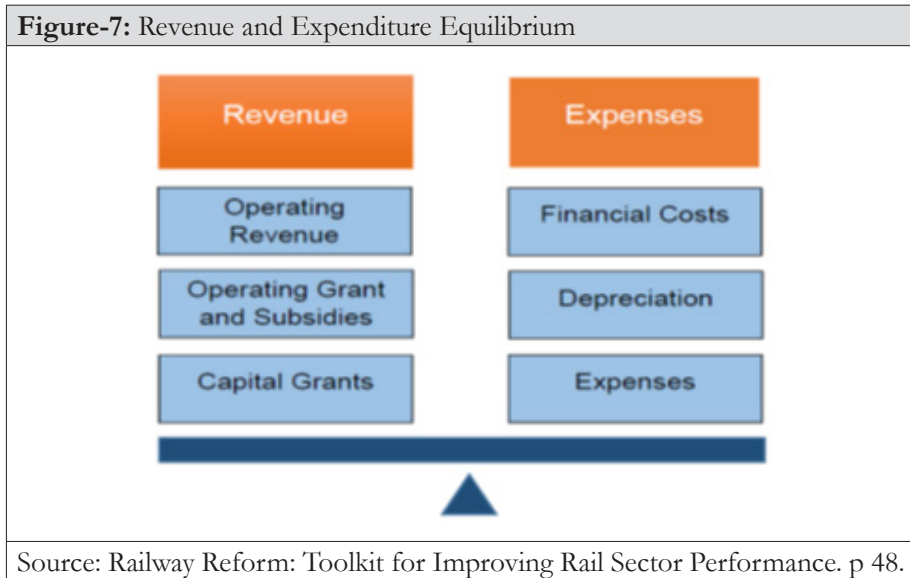 Figure-7: Revenue and Expenditure Equilibrium
Revenue
Expenses
Operating
Revenue
Financial Costs
Operating Grant
and Subsidies
Depreciation
Capital Grants
Expenses
Source: Railway Reform: Toolkit for Improving Rail Sector Performance. p 48.